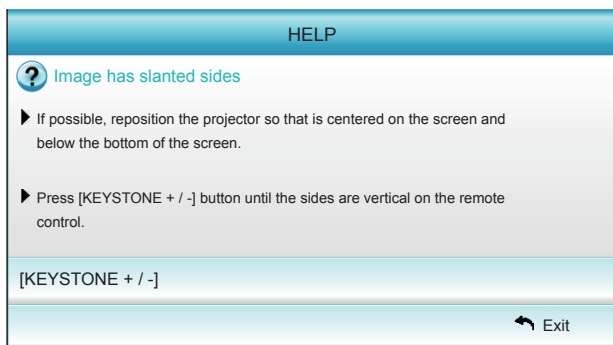 HELP
Image has slanted sides
If possible, reposition the projector so that is centered on the screen and
below the bottom of the screen.
Press [KEYSTONE + / -] button until the sides are vertical on the remote
control.
[KEYSTONE + / -]
Exit